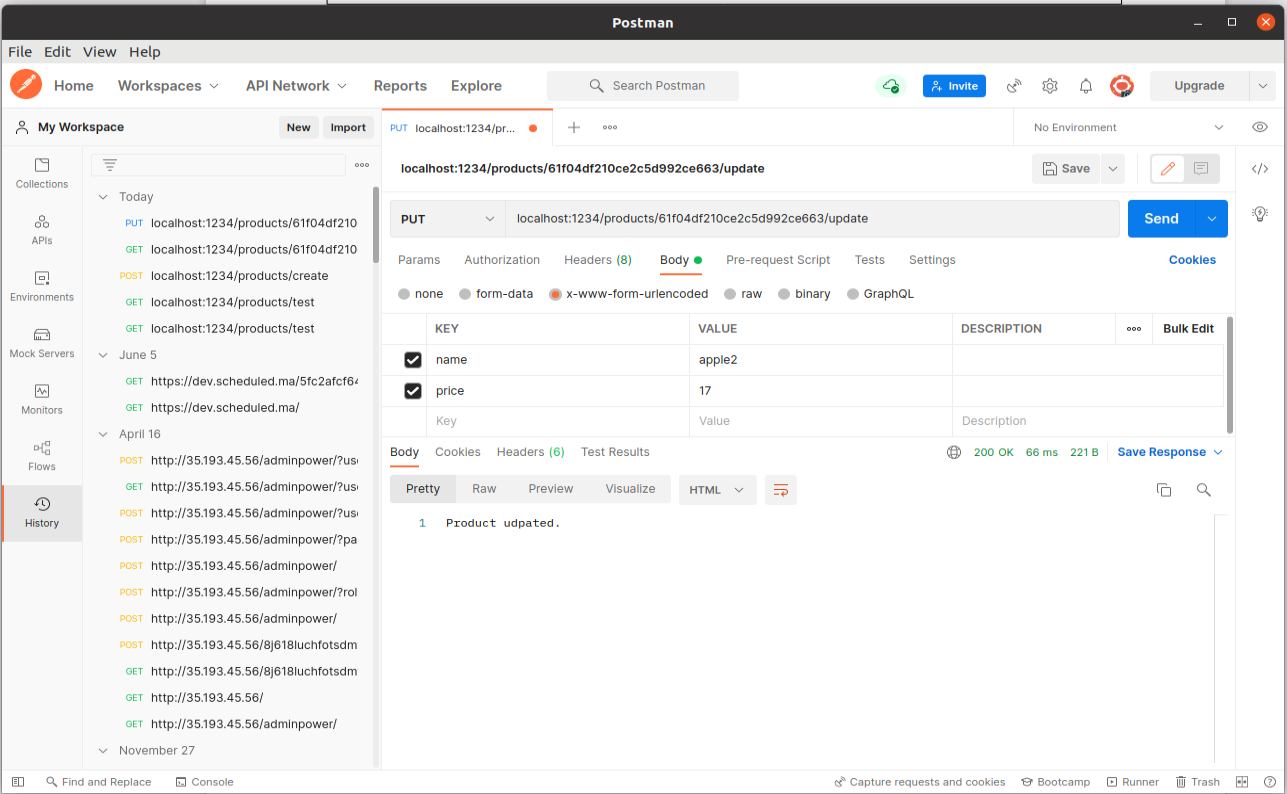 Postman
File Edit View Help
Home Workspaces API Network Reports Explore Search Postman Invite Upgrade
My Workspace New Import PUT localhost:1234/pr... No Environment
Collections
APIs
Environments
Mock Servers
Monitors
Flows
History
Today
PUT localhost:1234/products/61f04df210
GET localhost:1234/products/61f04df210
POST localhost:1234/products/create
GET localhost:1234/products/test
GET localhost:1234/products/test
June 5
GET https://dev.scheduled.ma/5fc2afcf64
GET https://dev.scheduled.ma/
April 16
POST http://35.193.45.56/adminpower/?use
GET http://35.193.45.56/adminpower/?use
POST http://35.193.45.56/adminpower/?use
POST http://35.193.45.56/adminpower/?pa
POST http://35.193.45.56/adminpower/
POST http://35.193.45.56/adminpower/?rol
POST http://35.193.45.56/adminpower/
POST http://35.193.45.56/8j618luchfotsdm
GET http://35.193.45.56/8j618luchfotsdm
GET http://35.193.45.56/
GET http://35.193.45.56/adminpower/
November 27
localhost:1234/products/61f04df210ce2c5d992ce663/update Save </>
PUT localhost:1234/products/61f04df210ce2c5d992ce663/update Send
Params Authorization Headers (8) Body Pre-request Script Tests Settings Cookies
none form-data x-www-form-urlencoded raw binary GraphQL
KEY VALUE DESCRIPTION Bulk Edit
name apple2
price 17
Key Value Description
Body Cookies Headers (6) Test Results 200 OK 66 ms 221 B Save Response
Pretty Raw Preview Visualize HTML
1 Product udpated.
Find and Replace Console Capture requests and cookies Bootcamp Runner Trash